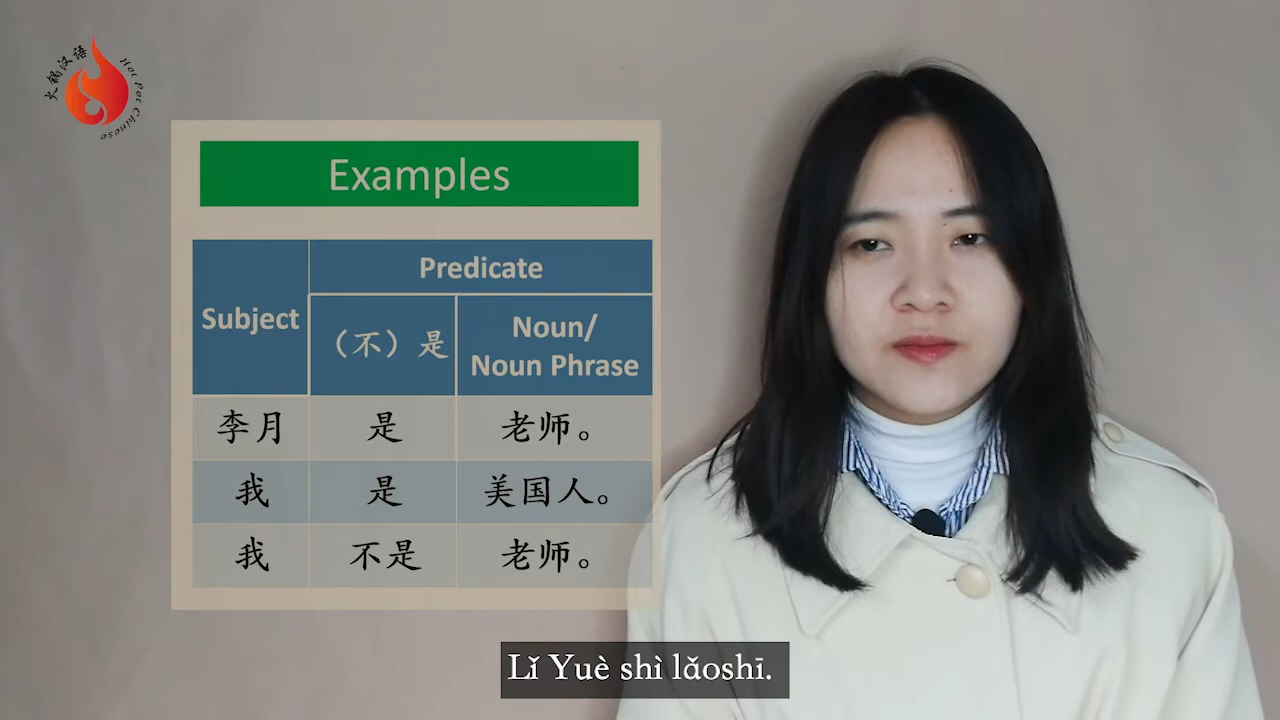 火锅汉语
Hot Pot Chinese
Examples
Subject
Predicate
（不）是
Noun/
Noun Phrase
李月 是 老师。
我 是 美国人。
我 不是 老师。
Lǐ Yuè shì lǎoshī.